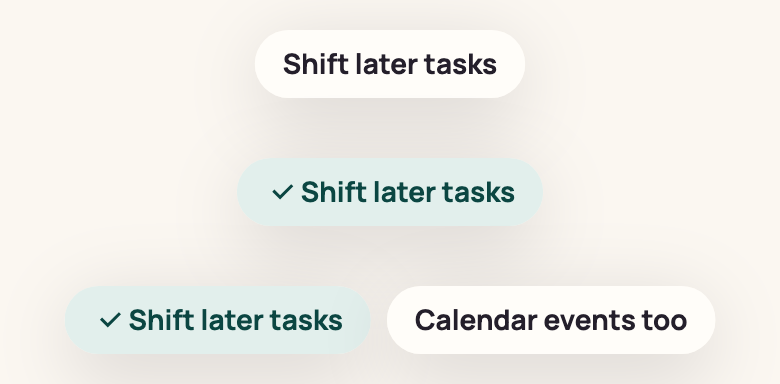 Shift later tasks
✓ Shift later tasks
✓ Shift later tasks Calendar events too